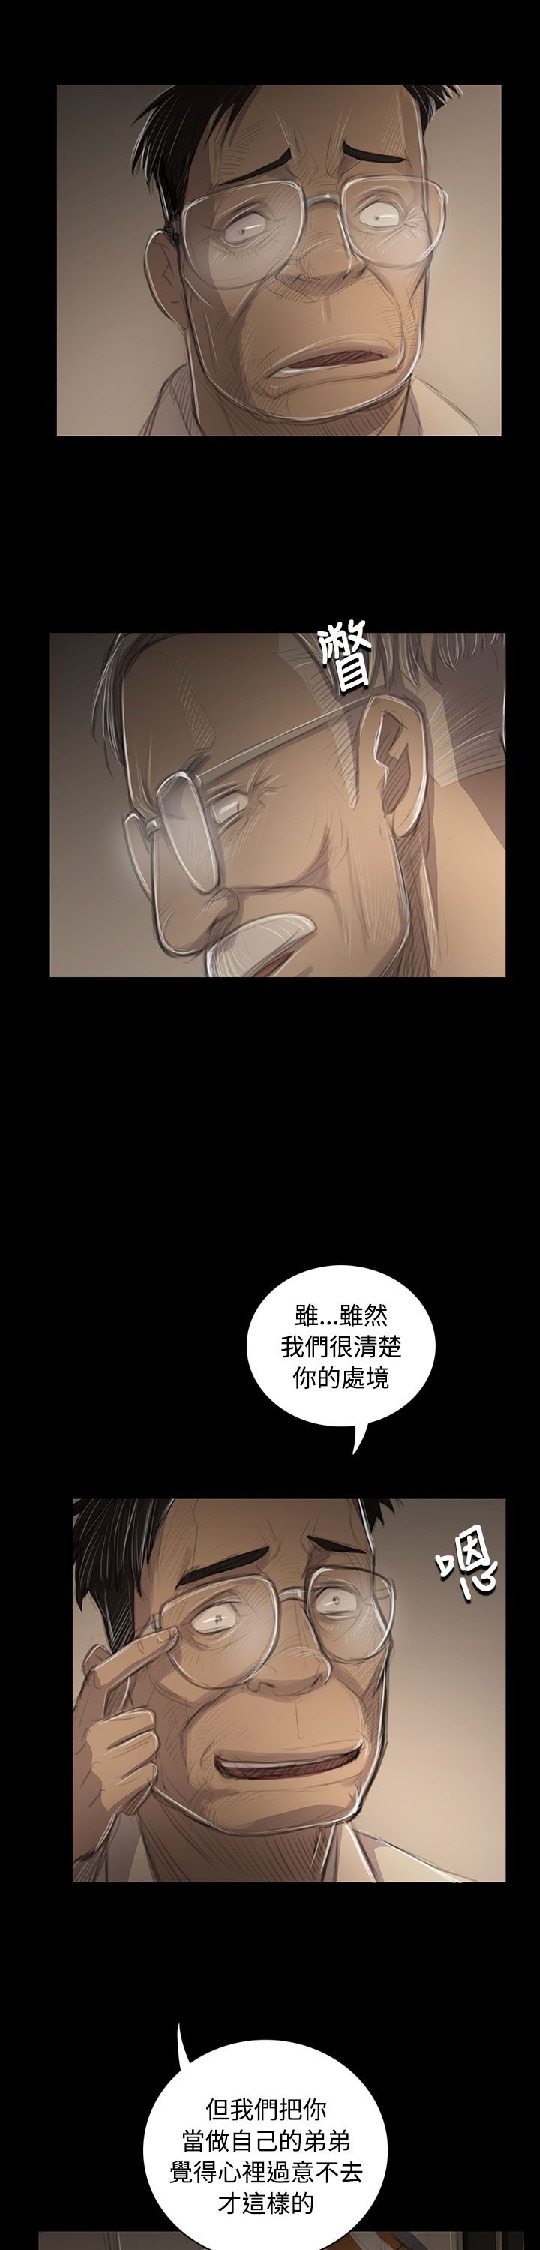 瞥
雖...雖然
我們很清楚
你的處境
嗯
但我們把你
當做自己的弟弟
覺得心裡過意不去
才這樣的